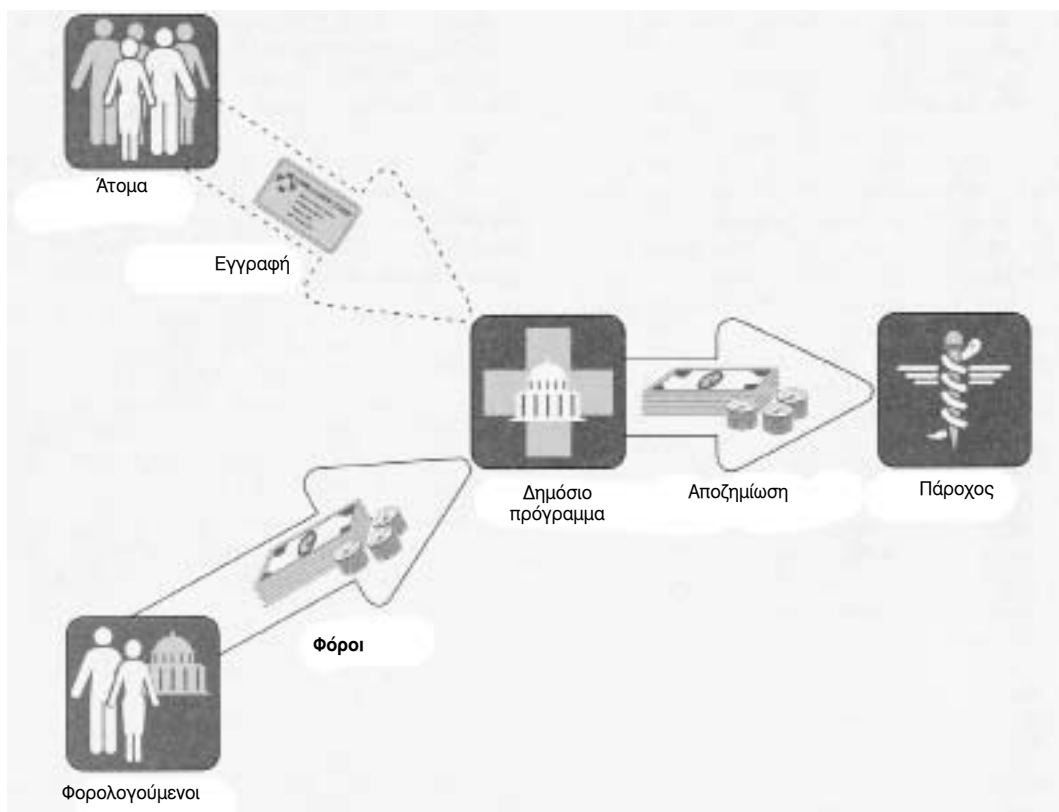 Άτομα
Εγγραφή
Δημόσιο
πρόγραμμα
Αποζημίωση
Πάροχος
Φόροι
Φορολογούμενοι